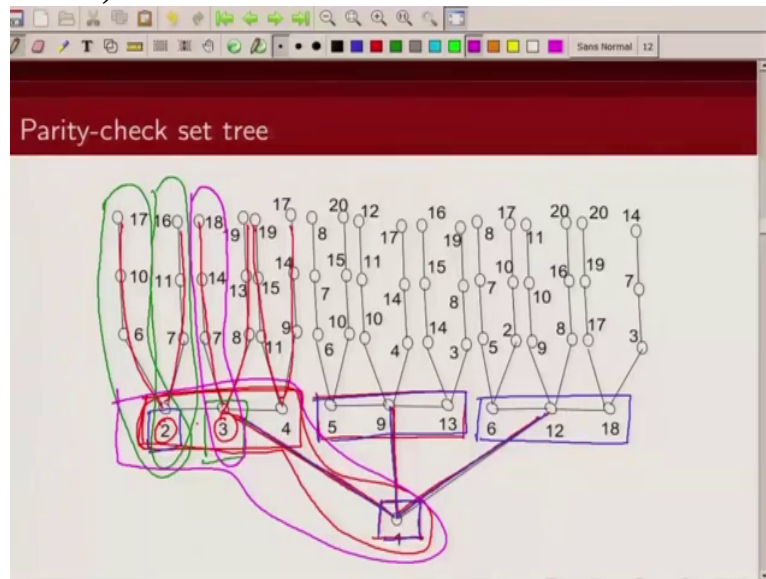 )
T
Sans Normal 12
Parity-check set tree
17 16 18 19 19 17 8 20 12 17 16 19 8 17 11 20 20 14
10 11 14 13 15 14 7 15 11 14 15 8 7 10 10 16 19 7
6 7 7 8 11 9 6 10 10 4 14 3 5 2 9 8 17 3
2 3 4 5 9 13 6 12 18
1